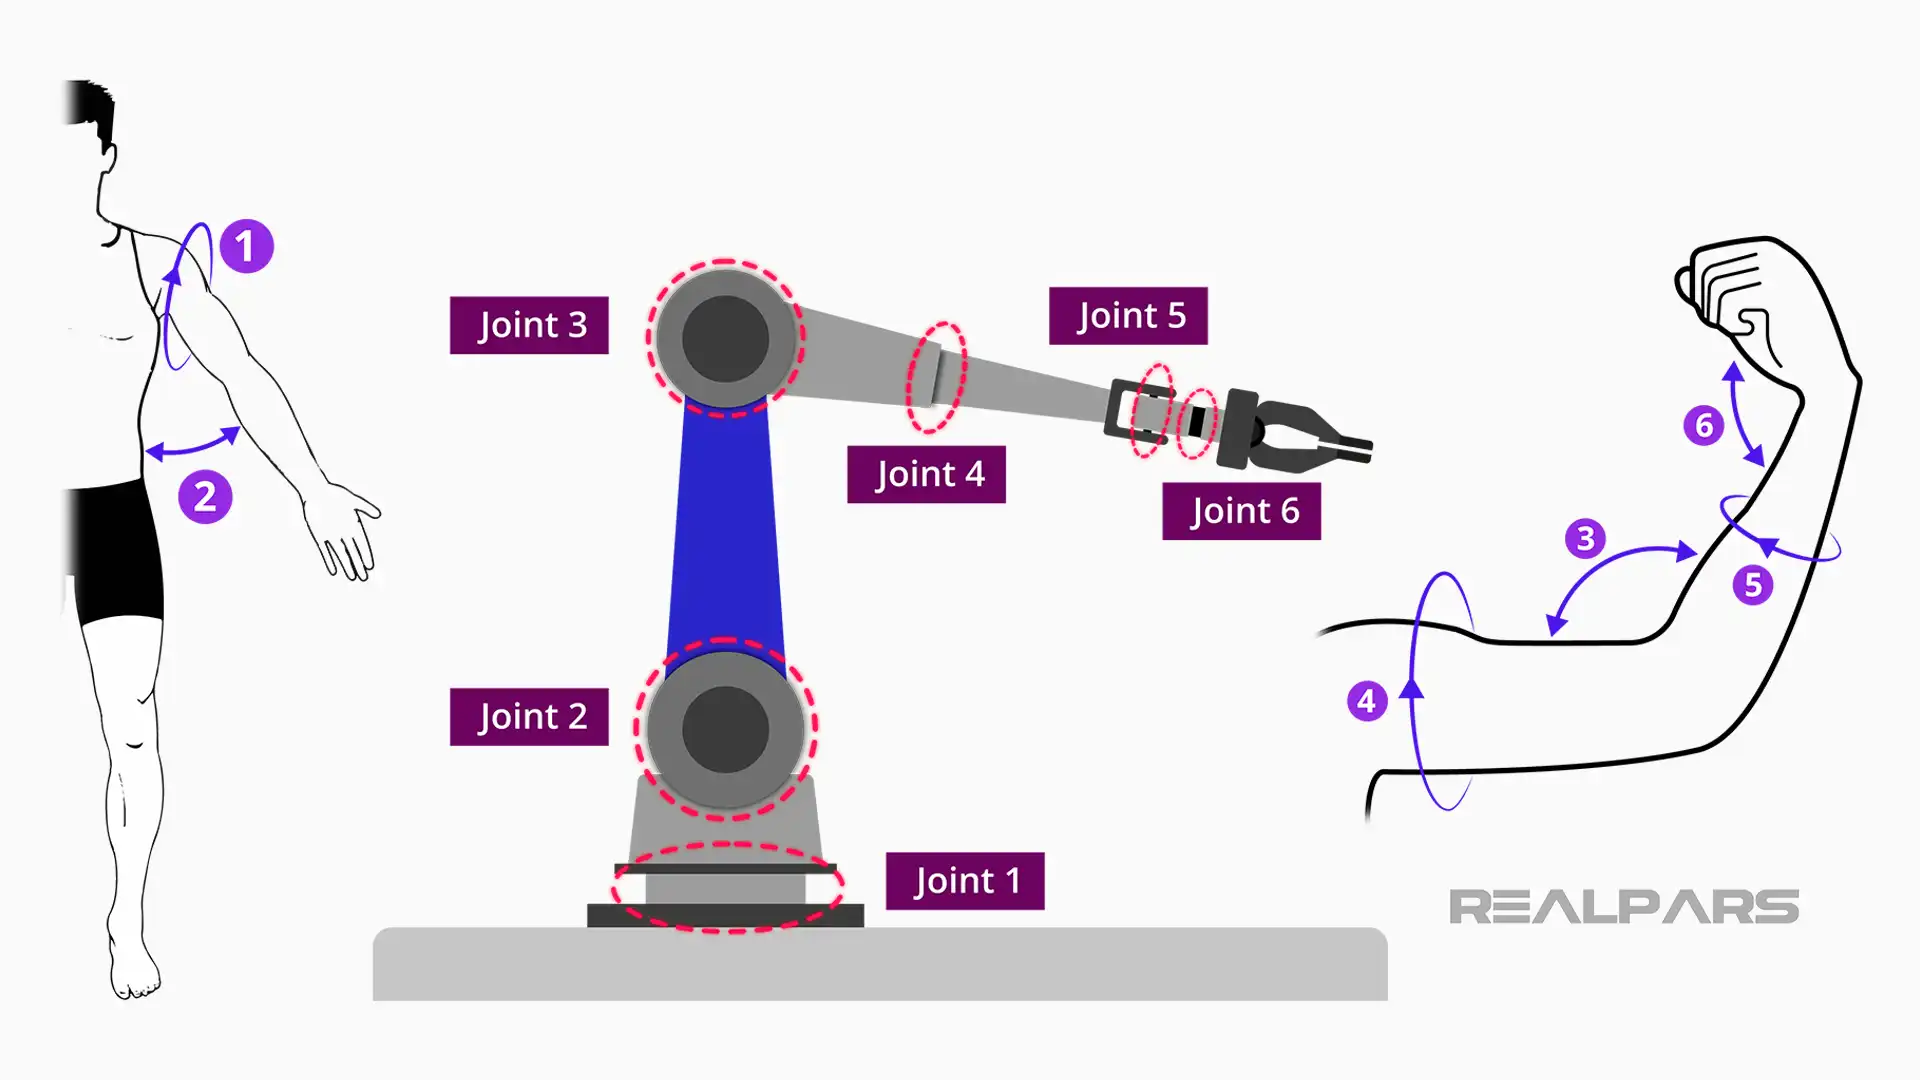 1
2
Joint 3
Joint 5
Joint 4
Joint 6
Joint 2
Joint 1
6
3
5
4
REALPARS